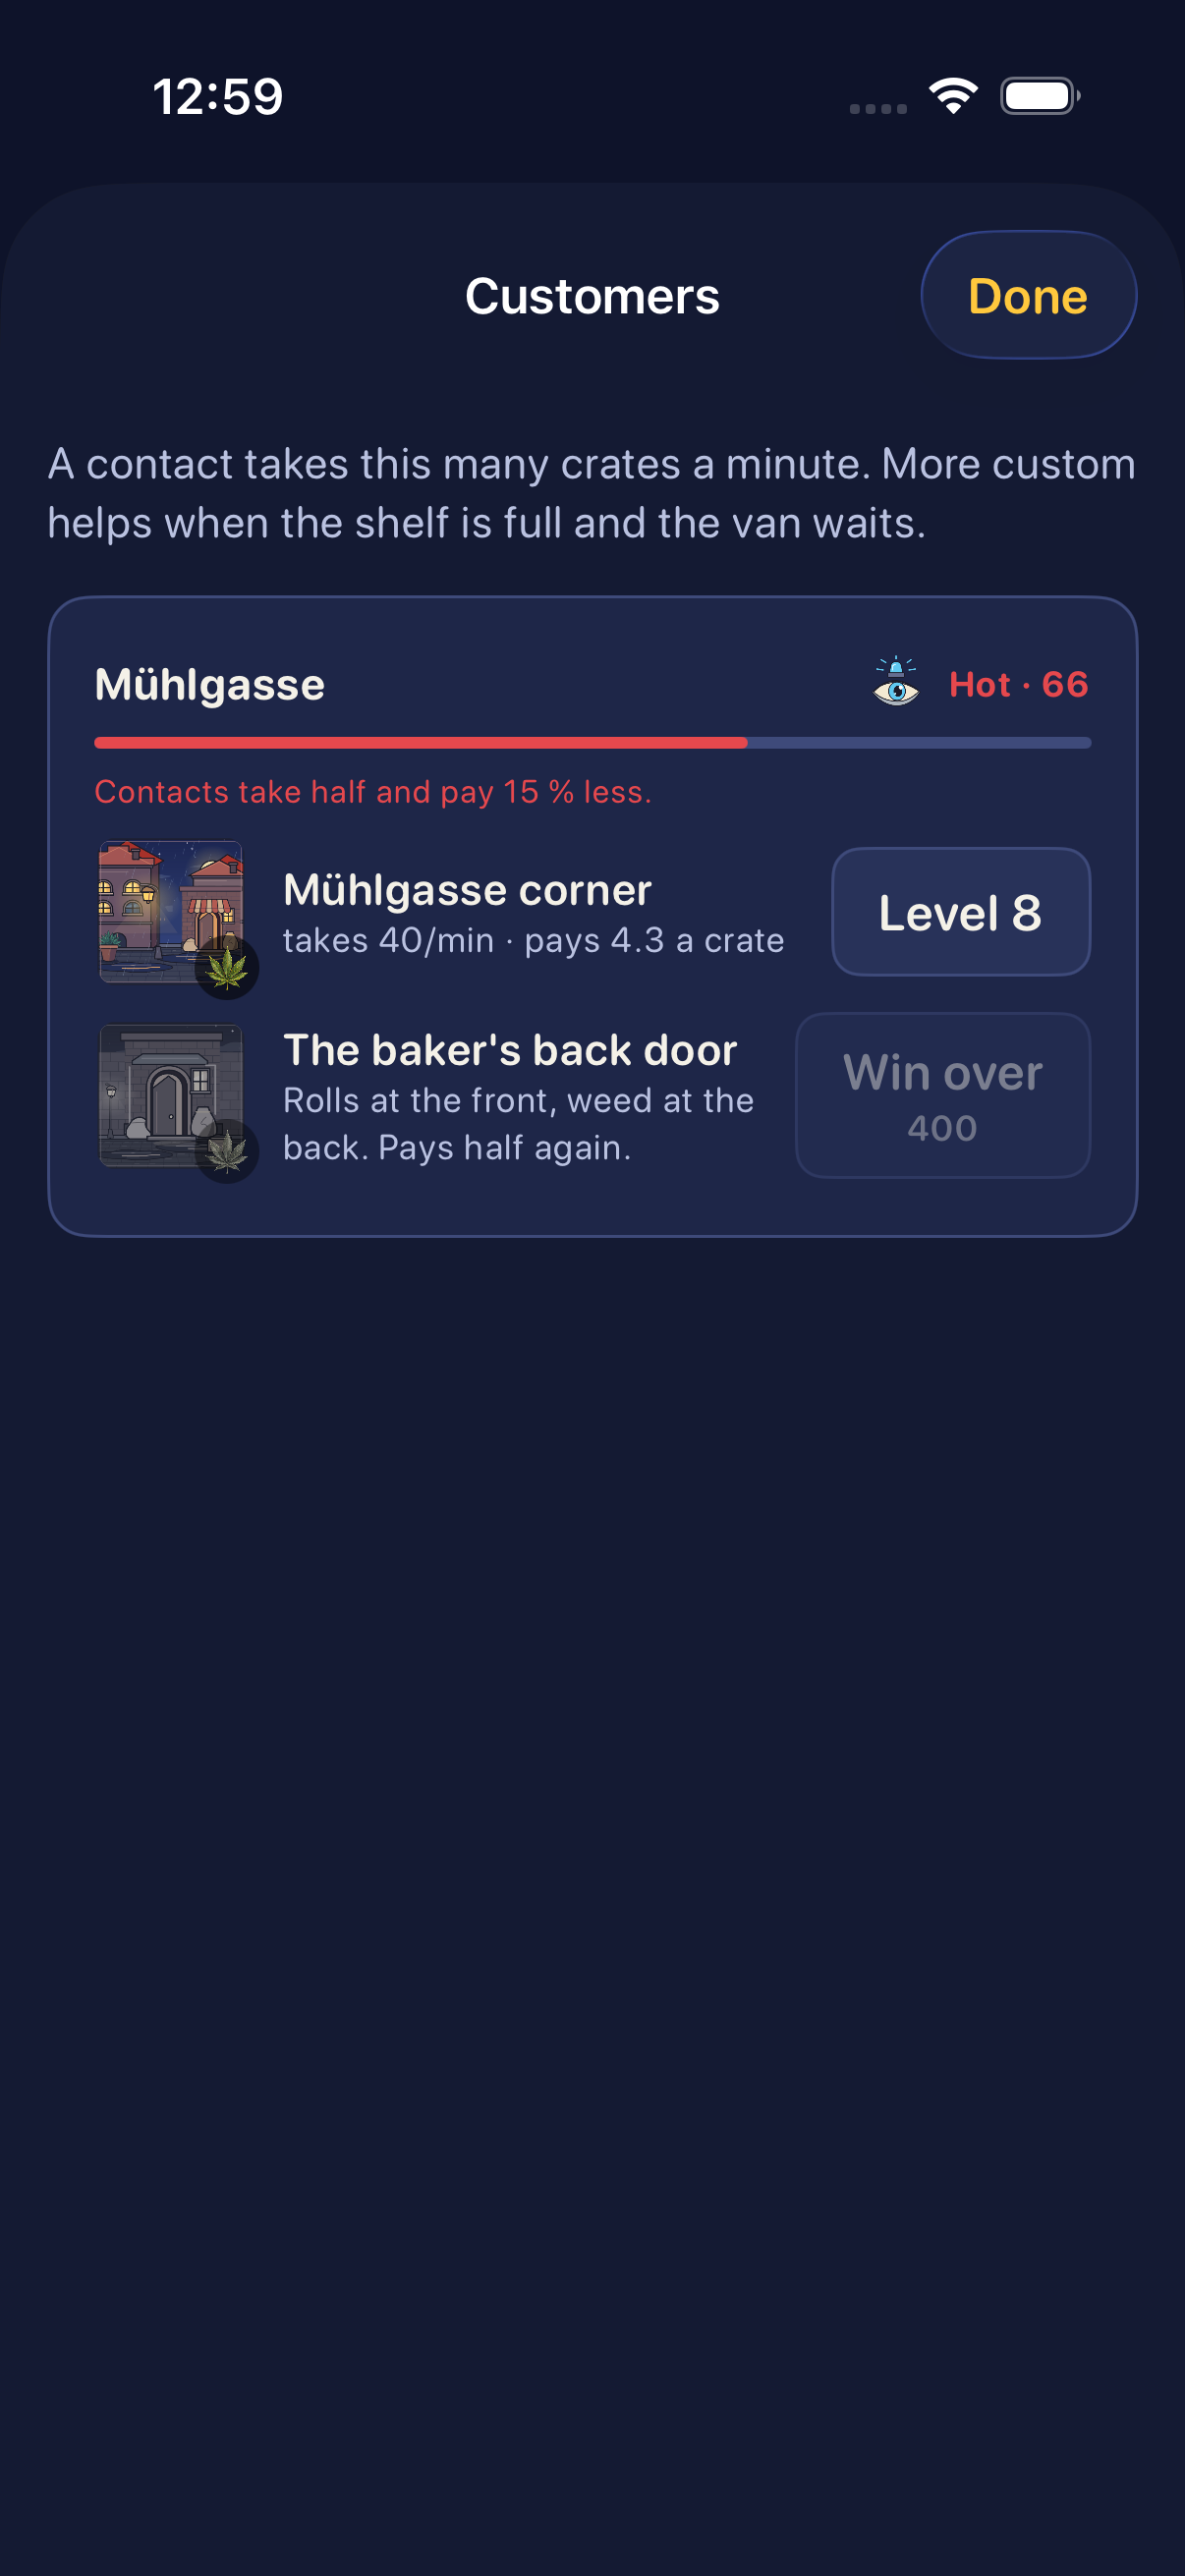 12:59
Customers
Done
A contact takes this many crates a minute. More custom
helps when the shelf is full and the van waits.
Mühlgasse
Hot · 66
Contacts take half and pay 15 % less.
Mühlgasse corner
takes 40/min · pays 4.3 a crate
Level 8
The baker's back door
Rolls at the front, weed at the
back. Pays half again.
Win over
400